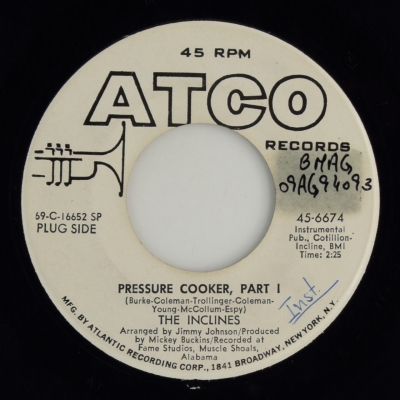 45 RPM
ATCO
RECORDS
BMAG
09AG94093
69-C-16652 SP
PLUG SIDE
45-6674
Instrumental
Pub., Cotillion-
Incline, BMI
Time: 2:25
PRESSURE COOKER, PART I
(Burke-Coleman-Trollinger-Coleman-
Young-McCollum-Espy)
THE INCLINES
Arranged by Jimmy Johnson/Produced
by Mickey Buckins/Recorded at
Fame Studios, Muscle Shoals,
Alabama
Inst.
MFG. BY ATLANTIC RECORDING CORP., 1841 BROADWAY, NEW YORK, N.Y.